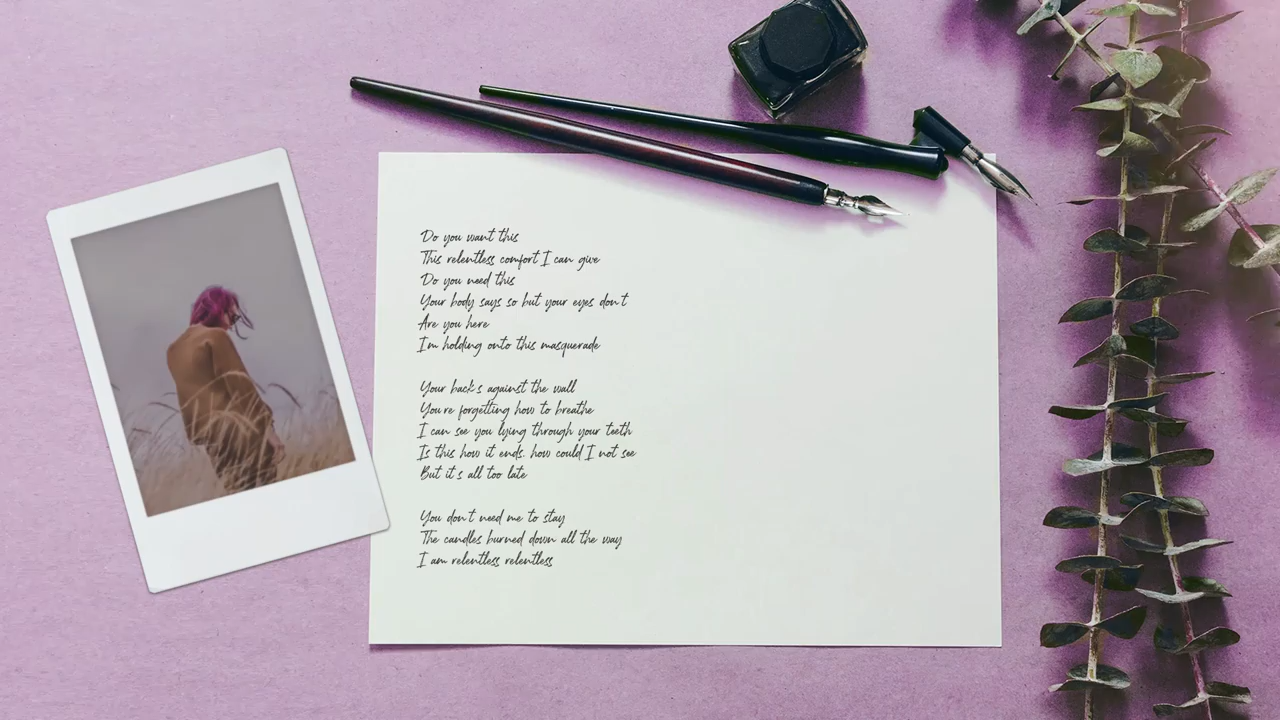 Do you want this
This relentless comfort I can give
Do you need this
Your body says so but your eyes don't
Are you here
I'm holding onto this masquerade
Your back's against the wall
You're forgetting how to breathe
I can see you lying through your teeth
Is this how it ends, how could I not see
But it's all too late
You don't need me to stay
The candles burned down all the way
I am relentless relentless